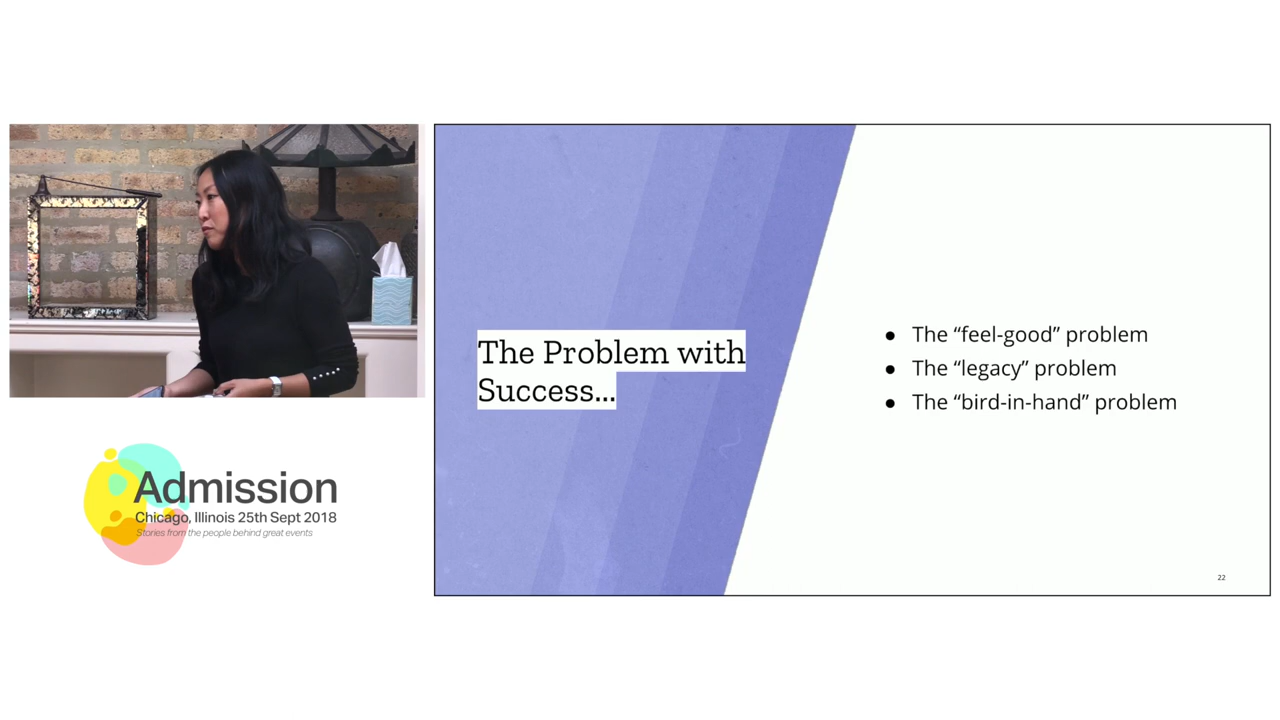 Admission
Chicago, Illinois 25th Sept 2018
Stories from the people behind great events
The Problem with
Success...
● The “feel-good” problem
● The “legacy” problem
● The “bird-in-hand” problem
22